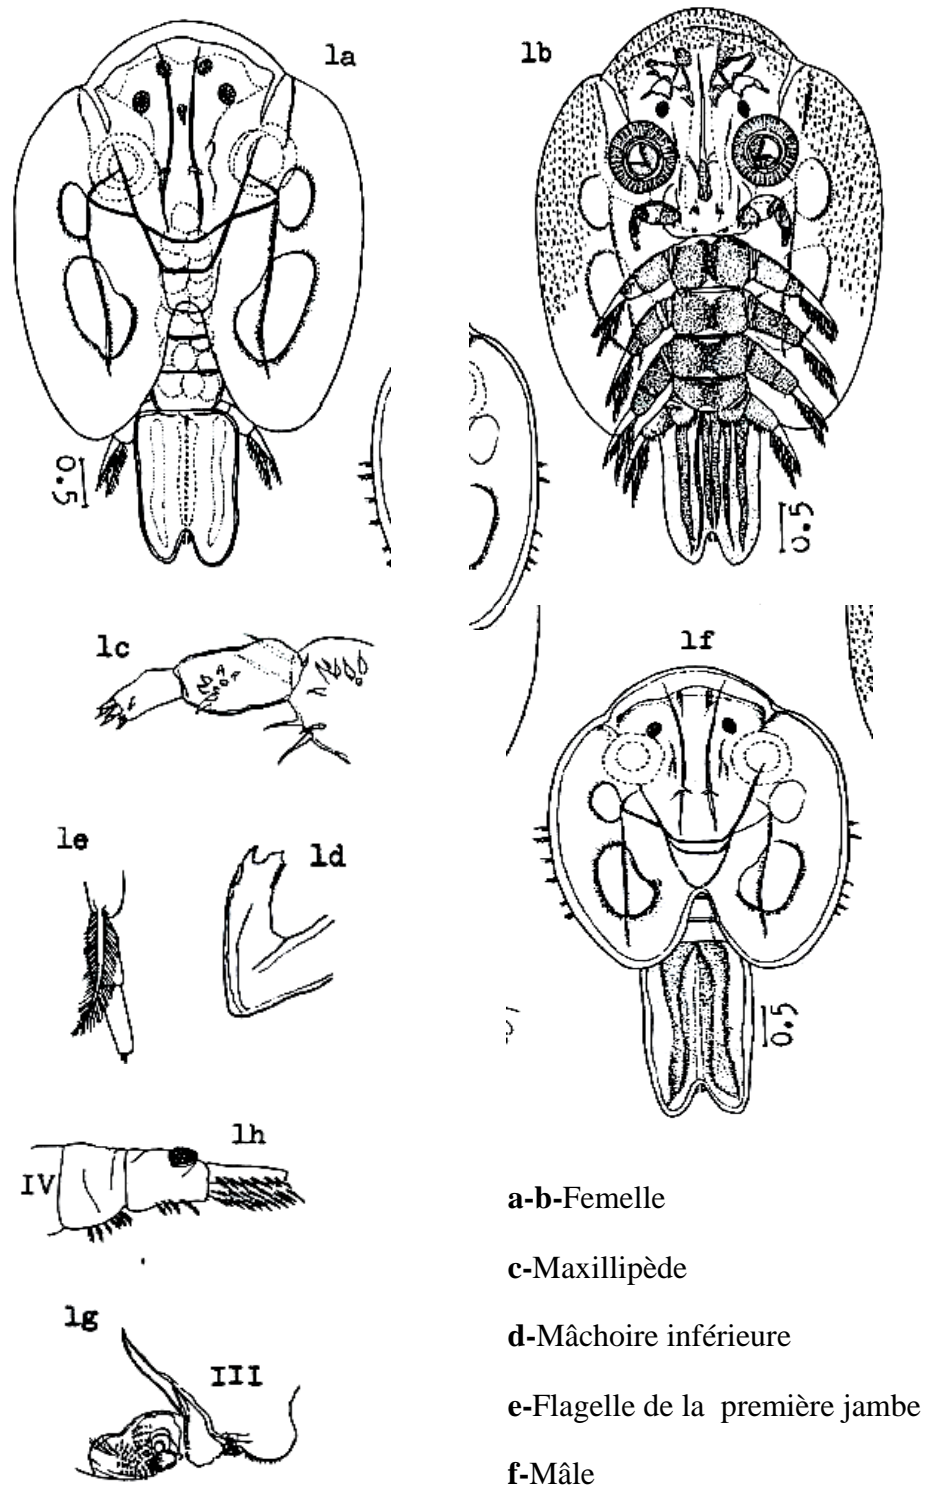 1a
1b
0.5
0.5
1c
1f
1e
1d
0.5
1h
IV
1g
III
a-b-Femelle
c-Maxillipède
d-Mâchoire inférieure
e-Flagelle de la première jambe
f-Mâle